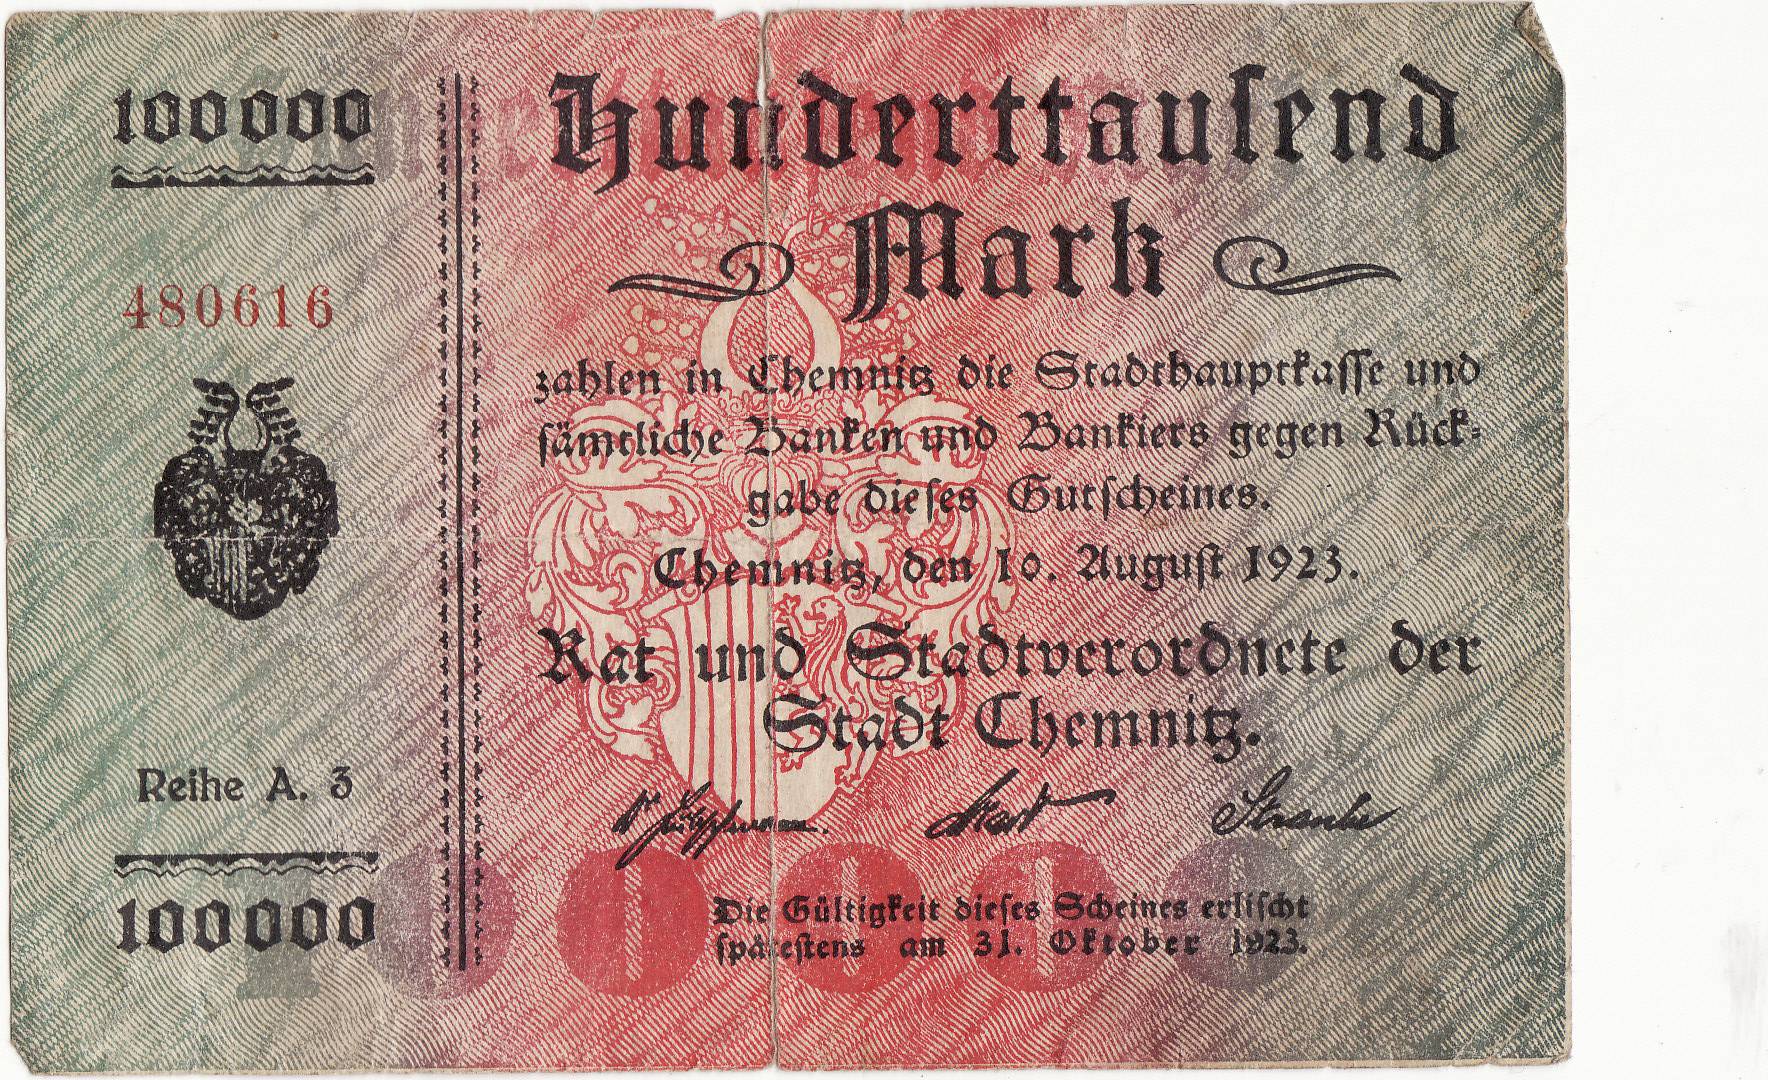 100000
480616
Reihe A. 3
100000
Hunderttausend
Mark
zahlen in Chemnitz die Stadthauptkasse und
sämtliche Banken und Bankiers gegen Rück-
gabe dieses Gutscheines.
Chemnitz, den 10. August 1923.
Rat und Stadtverordnete der
Stadt Chemnitz.
Die Gültigkeit dieses Scheines erlischt
spätestens am 31. Oktober 1923.
100000